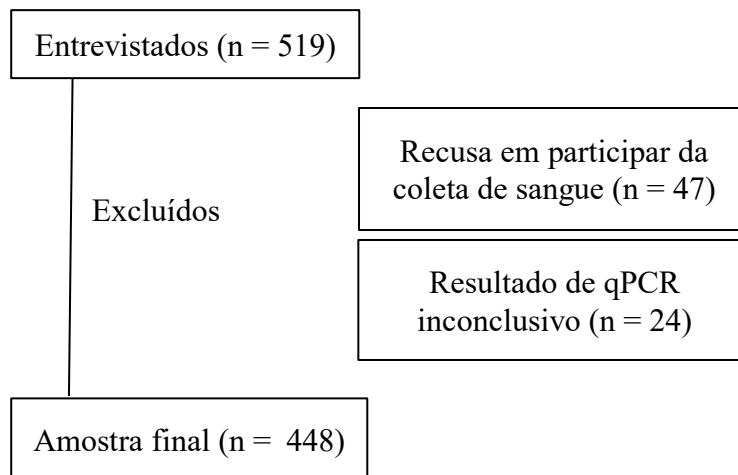 Entrevistados (n = 519)
Recusa em participar da
coleta de sangue (n = 47)
Excluídos
Resultado de qPCR
inconclusivo (n = 24)
Amostra final (n = 448)